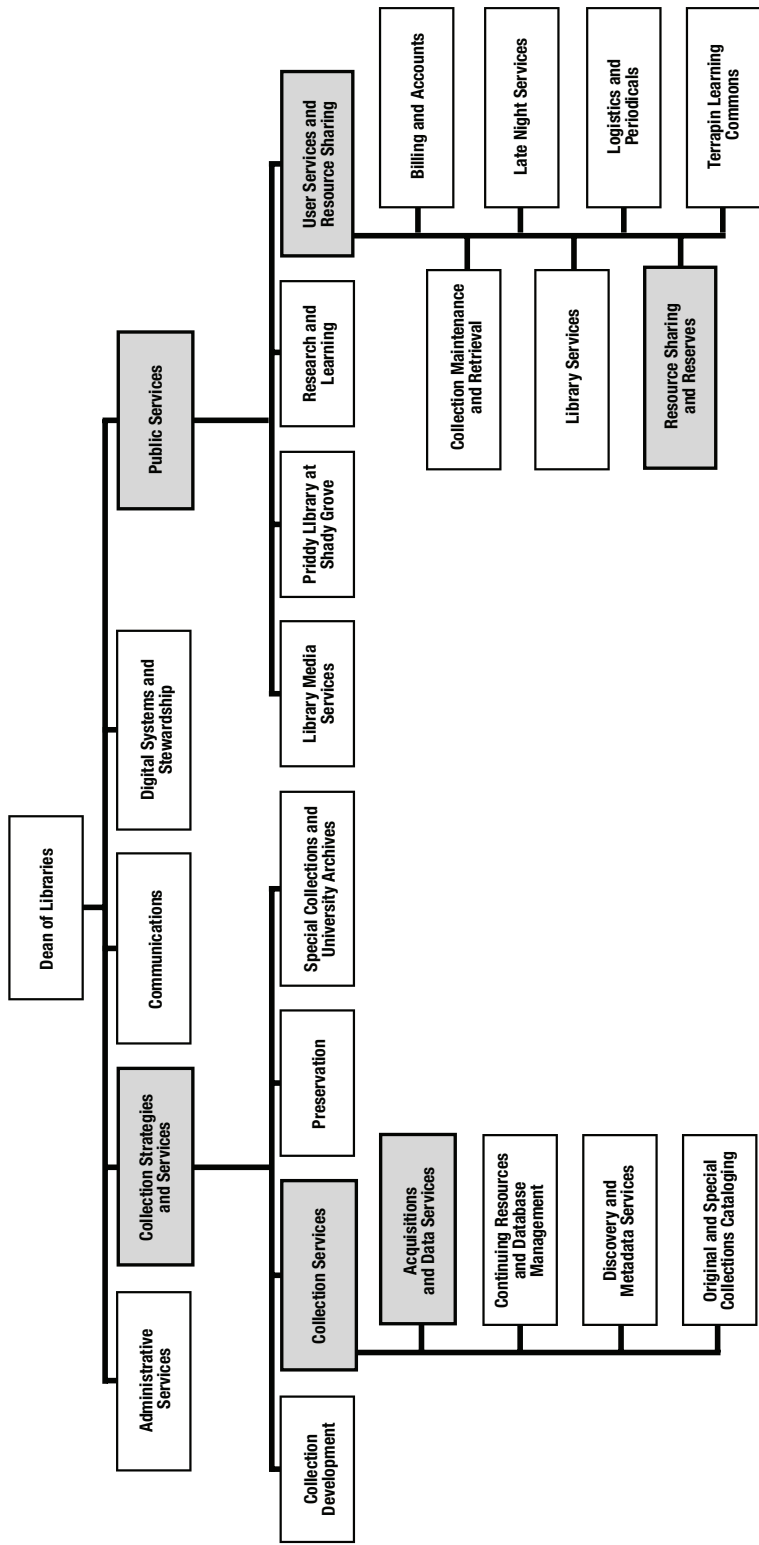 Dean of Libraries
Administrative
Services
Collection Strategies
and Services
Communications
Digital Systems and
Stewardship
Public Services
Collection
Development
Collection Services
Preservation
Special Collections and
University Archives
Library Media
Services
Priddy LIbrary at
Shady Grove
Research and
Learning
User Services and
Resource Sharing
Acquisitions
and Data Services
Continuing Resources
and Database
Management
Discovery and
Metadata Services
Original and Special
Collections Cataloging
Billing and Accounts
Collection Maintenance
and Retrieval
Late Night Services
Library Services
Logistics and
Periodicals
Resource Sharing
and Reserves
Terrapin Learning
Commons